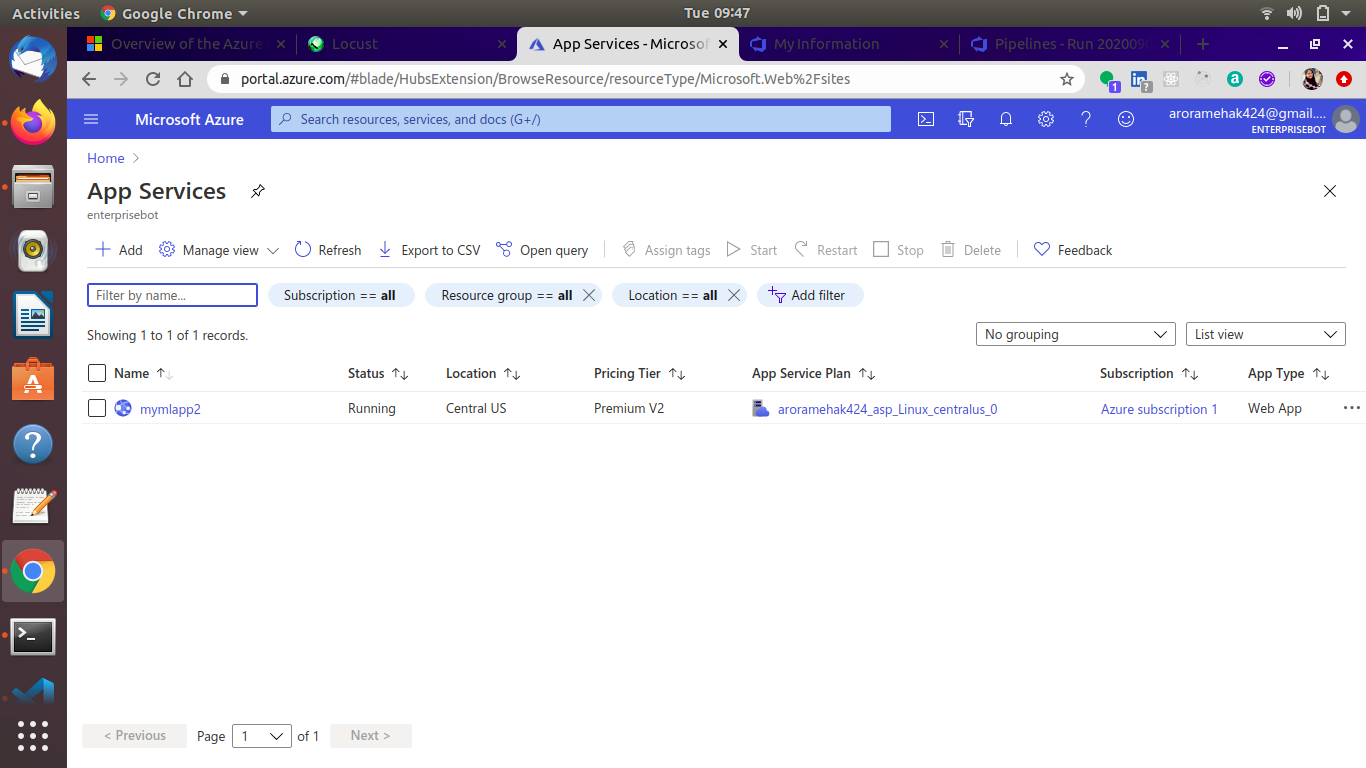 Activities Google Chrome Tue 09:47
Overview of the Azure Locust App Services - Microsof My Information Pipelines - Run 2020090
portal.azure.com/#blade/HubsExtension/BrowseResource/resourceType/Microsoft.Web%2Fsites
1 ?
Microsoft Azure Search resources, services, and docs (G+/) aroramehak424@gmail....
ENTERPRISEBOT
Home
App Services
enterprisebot
Add Manage view Refresh Export to CSV Open query Assign tags Start Restart Stop Delete Feedback
Filter by name... Subscription == all Resource group == all Location == all Add filter
Showing 1 to 1 of 1 records. No grouping List view
Name Status Location Pricing Tier App Service Plan Subscription App Type
mymlapp2 Running Central US Premium V2 aroramehak424_asp_Linux_centralus_0 Azure subscription 1 Web App
< Previous Page 1 of 1 Next >